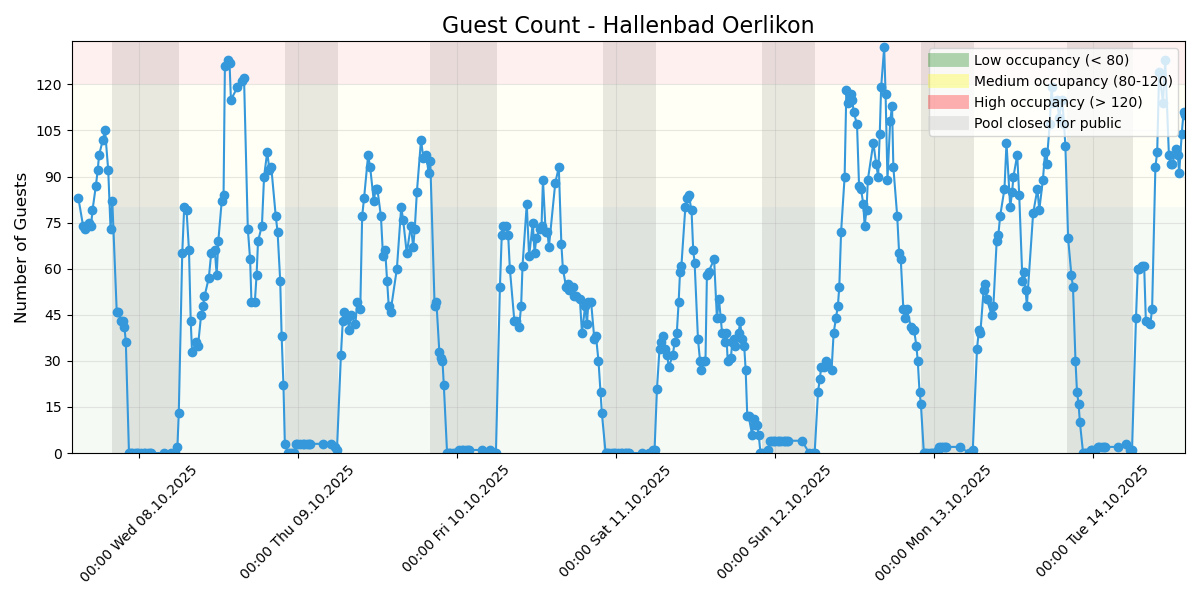 Guest Count - Hallenbad Oerlikon
Number of Guests
120
105
90
75
60
45
30
15
0
Low occupancy (< 80)
Medium occupancy (80-120)
High occupancy (> 120)
Pool closed for public
00:00 Wed 08.10.2025
00:00 Thu 09.10.2025
00:00 Fri 10.10.2025
00:00 Sat 11.10.2025
00:00 Sun 12.10.2025
00:00 Mon 13.10.2025
00:00 Tue 14.10.2025